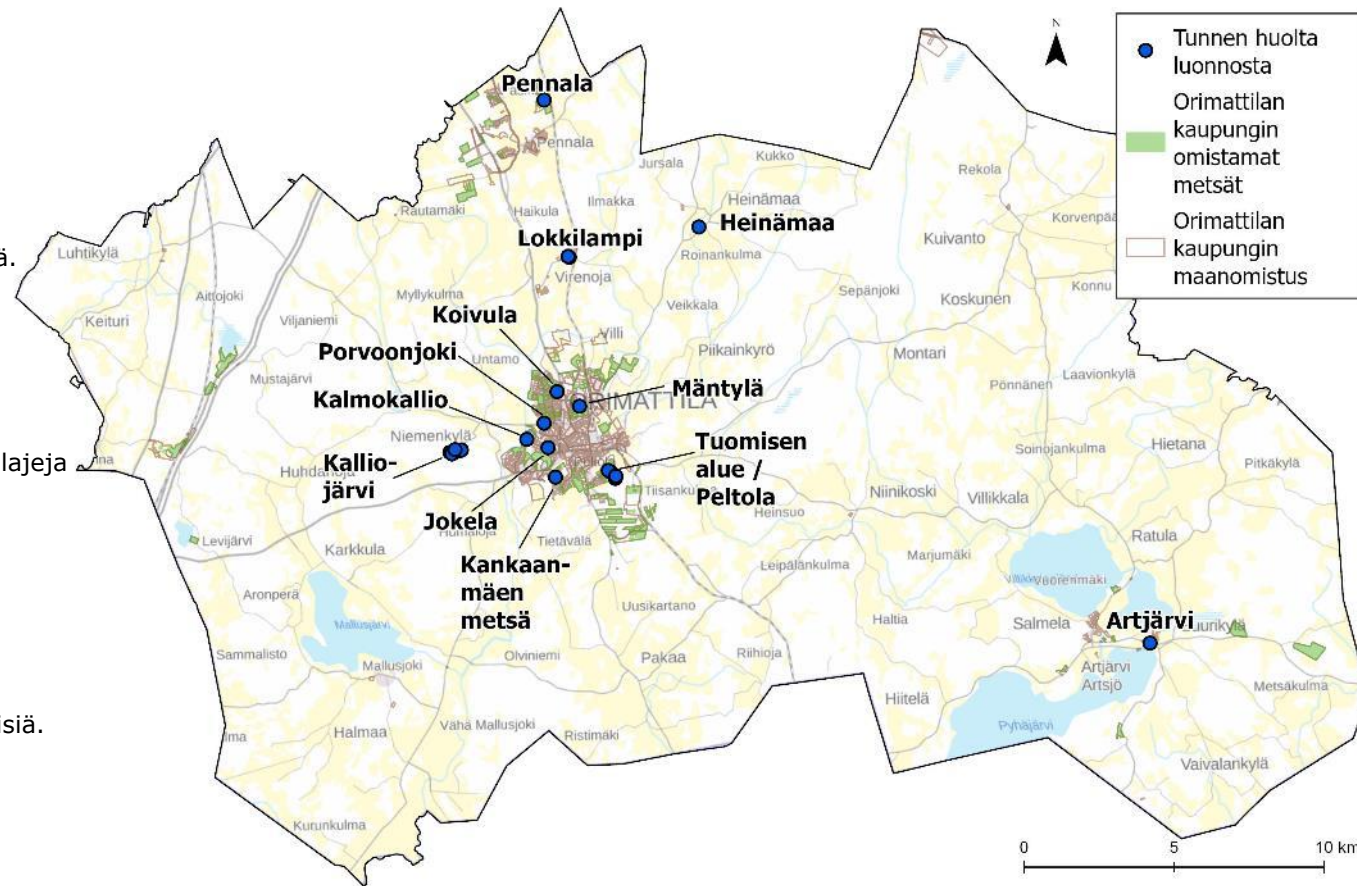 N
Tunnen huolta
luonnosta
Orimattilan
kaupungin
omistamat
metsät
Orimattilan
kaupungin
maanomistus
Pennala
Pennala
Jursala
Kukko
Rekola
Rautamäki
Haikula
Ilmakka
Heinämaa
Korvenpää
Lokkilampi
Heinämaa
Kuivanto
Luhtikylä
ä.
Roinankulma
Virenoja
Aittojoki
Myllykulma
Veikkala
Sepänjoki
Koskunen
Konnu
Keituri
Viljaniemi
Koivula
Villi
Porvoonjoki
Untamo
Piikainkyrö
Montari
Mustajärvi
Laavionkylä
Kalmokallio
Mäntylä
ORIMATTILA
Pönnänen
Niemenkylä
Tuomisen
alue /
Peltola
Soinojankulma
Hietana
lajeja
Kallio-
järvi
Huhdanoja
Pitkäkylä
Tiisankulma
Niinikoski
Villikkala
Jokela
Heinsuo
Humaloja
Levijärvi
Karkkula
Tietävälä
Ratula
Kankaan-
mäen
metsä
Leipälänkulma
Marjumäki
Vuorenmäki
Aronperä
Uusikartano
Mallusjärvi
Haltia
Salmela
Artjärvi
Luurikylä
Sammalisto
Olviniemi
Pakaa
Riihioja
Mallusjoki
Artjärvi
Artsjö
Metsäkulma
Hiitelä
isiä.
Halmaa
Vähä Mallusjoki
Ristimäki
Pyhäjärvi
Vaivalankylä
Kurunkulma
0 5 10 km